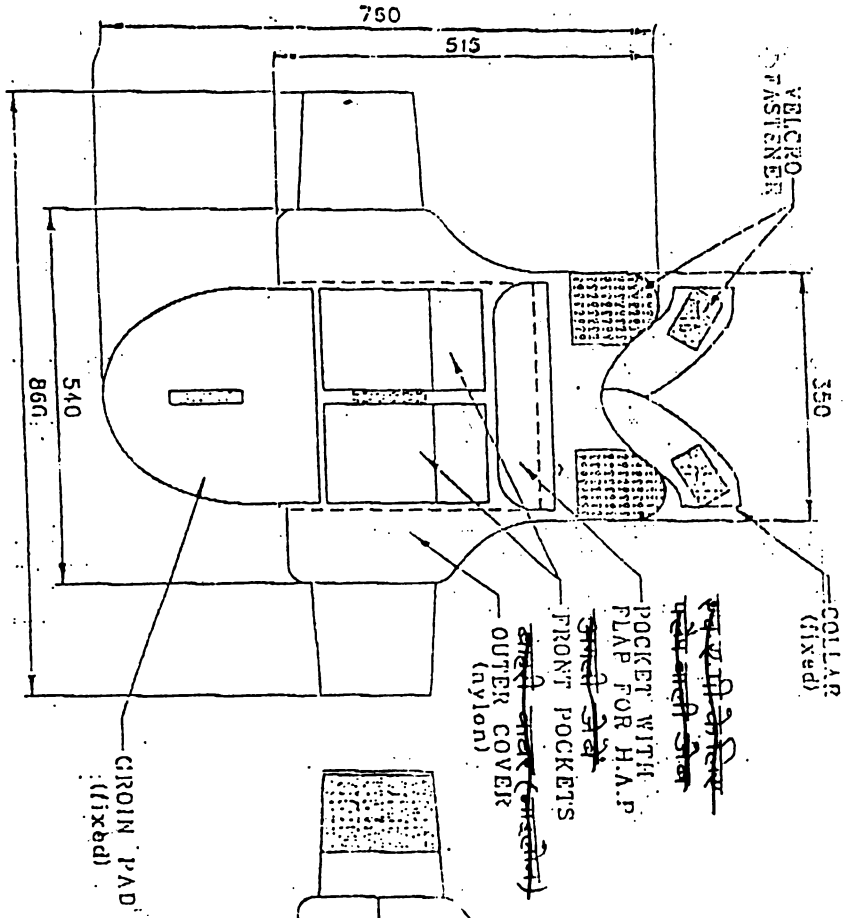 750
515
VELCRO
FASTENER
350
COLLAR
(fixed)
POCKET WITH
FLAP FOR H.A.P
FRONT POCKETS
OUTER COVER
(nylon)
540
860
GROIN PAD
(fixed)